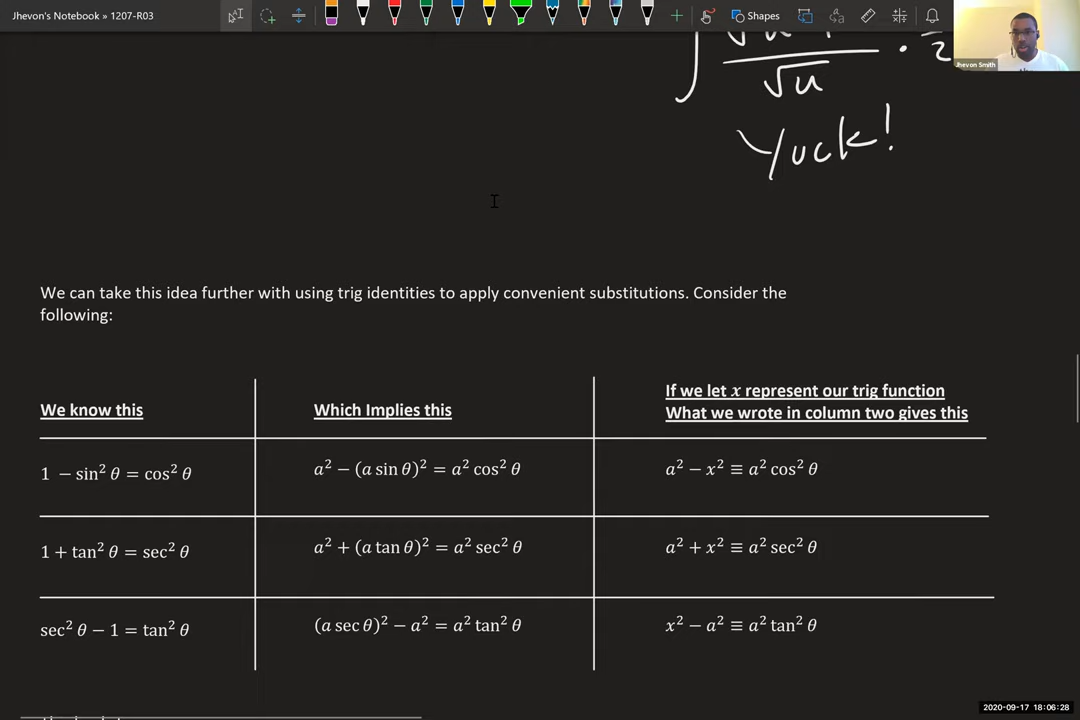 Jhevon's Notebook » 1207-R03
Shapes
Jhevon Smith
√u
2
Yuck!
We can take this idea further with using trig identities to apply convenient substitutions. Consider the
following:
We know this
Which Implies this
If we let x represent our trig function
What we wrote in column two gives this
1 − sin² θ = cos² θ
a² − (a sin θ)² = a² cos² θ
a² − x² ≡ a² cos² θ
1 + tan² θ = sec² θ
a² + (a tan θ)² = a² sec² θ
a² + x² ≡ a² sec² θ
sec² θ − 1 = tan² θ
(a sec θ)² − a² = a² tan² θ
x² − a² ≡ a² tan² θ
2020-09-17 18:06:28